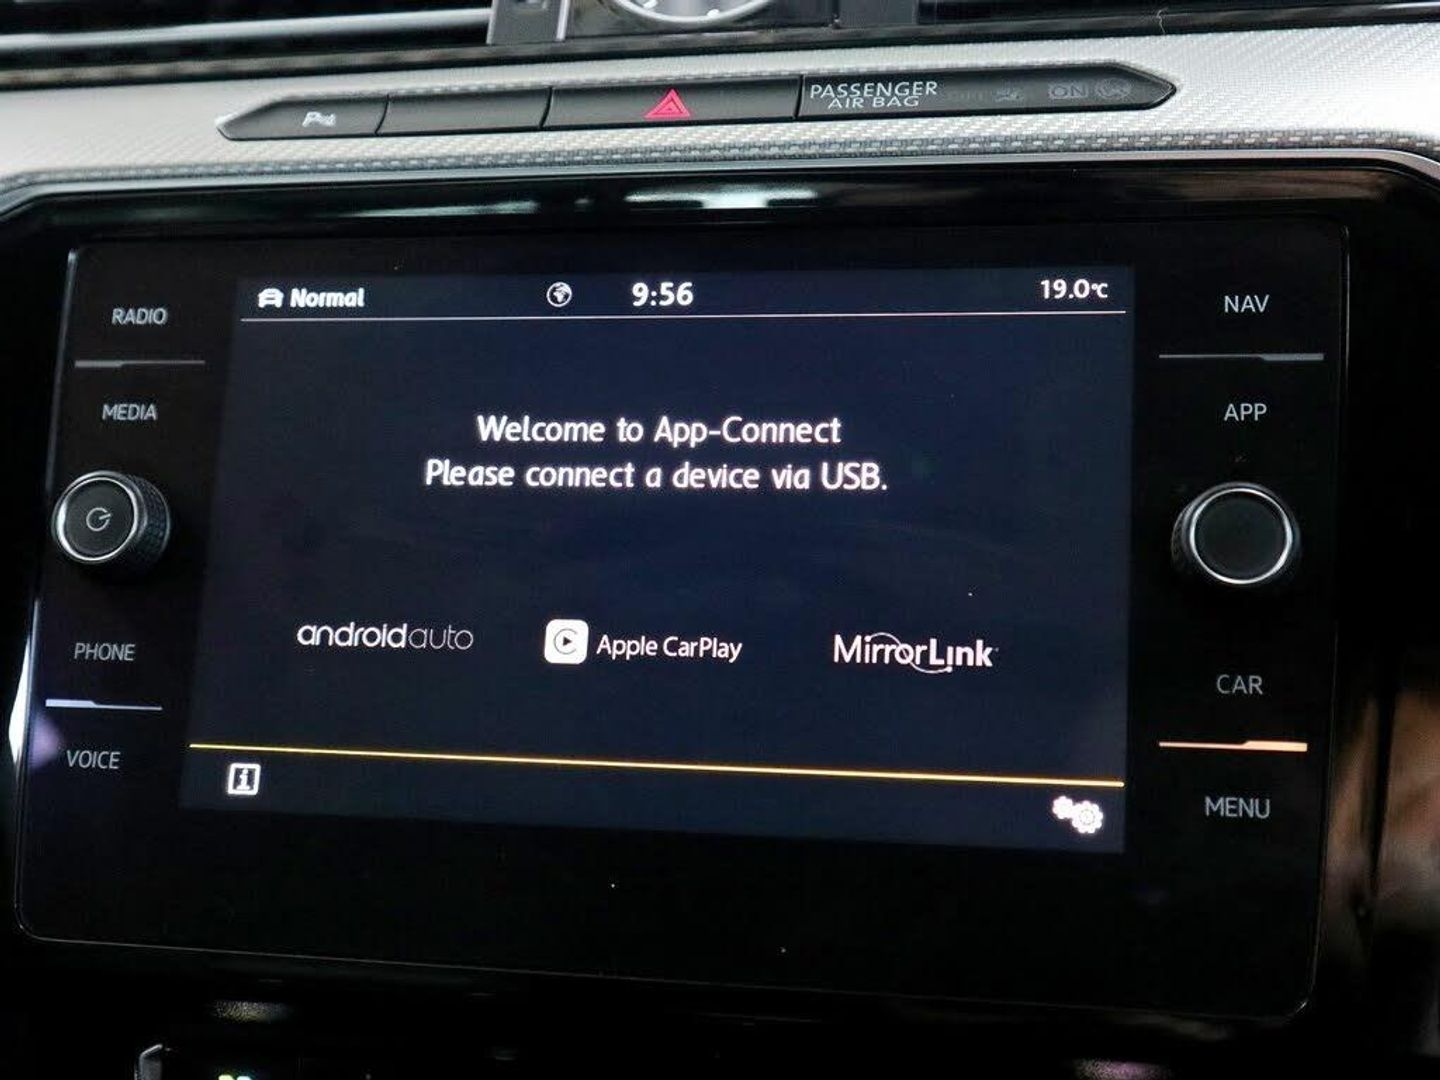 PASSENGER
AIR BAG
ON
Normal
9:56
19.0°C
RADIO
MEDIA
PHONE
VOICE
Welcome to App-Connect
Please connect a device via USB.
androidauto
Apple CarPlay
MirrorLink
NAV
APP
CAR
MENU